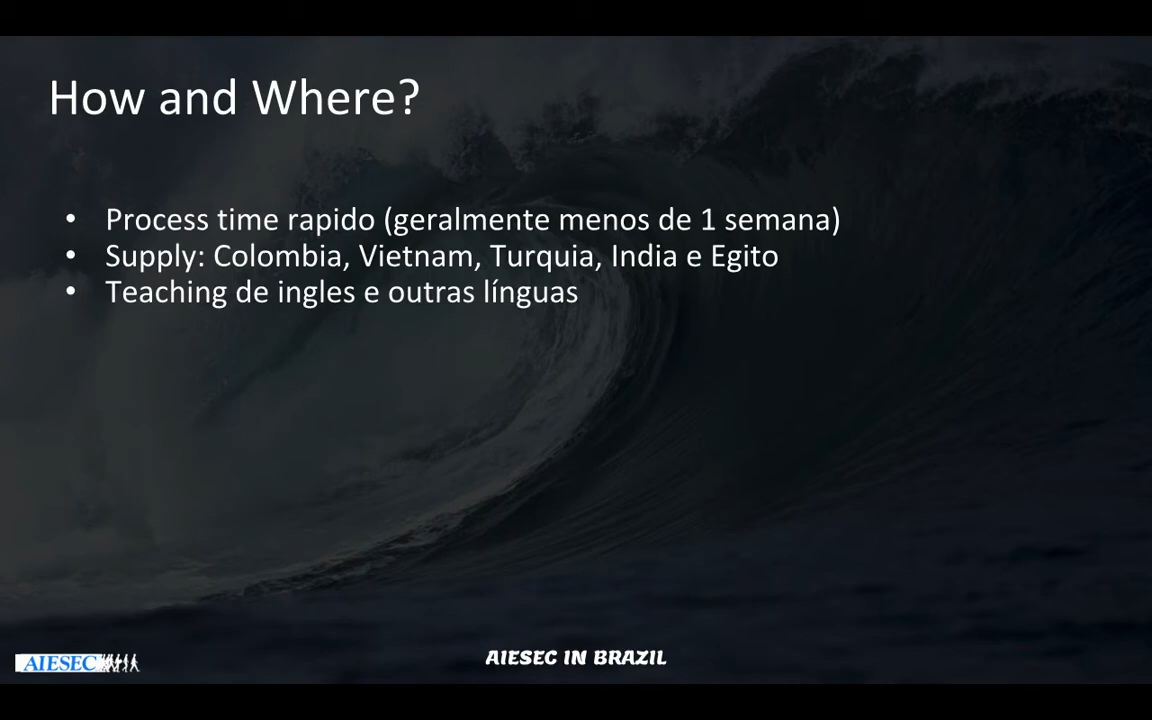 How and Where?
• Process time rapido (geralmente menos de 1 semana)
• Supply: Colombia, Vietnam, Turquia, India e Egito
• Teaching de ingles e outras línguas
AIESEC
AIESEC IN BRAZIL